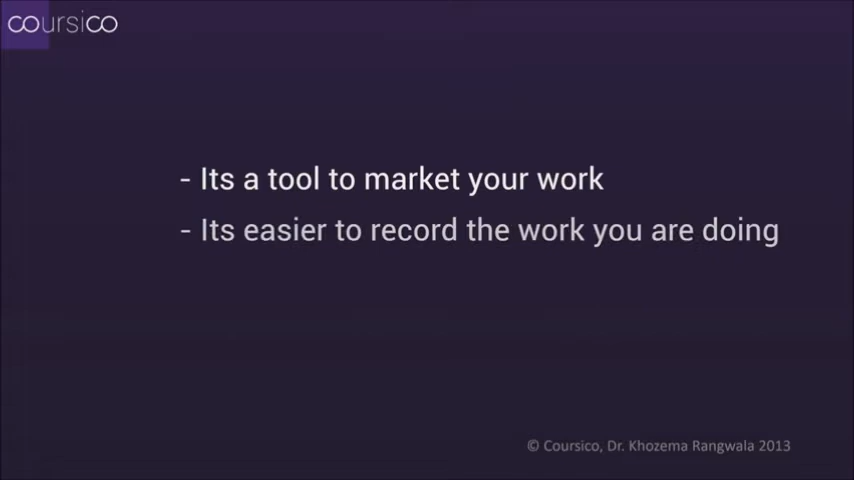 coursico
- Its a tool to market your work
- Its easier to record the work you are doing
© Coursico, Dr. Khozema Rangwala 2013